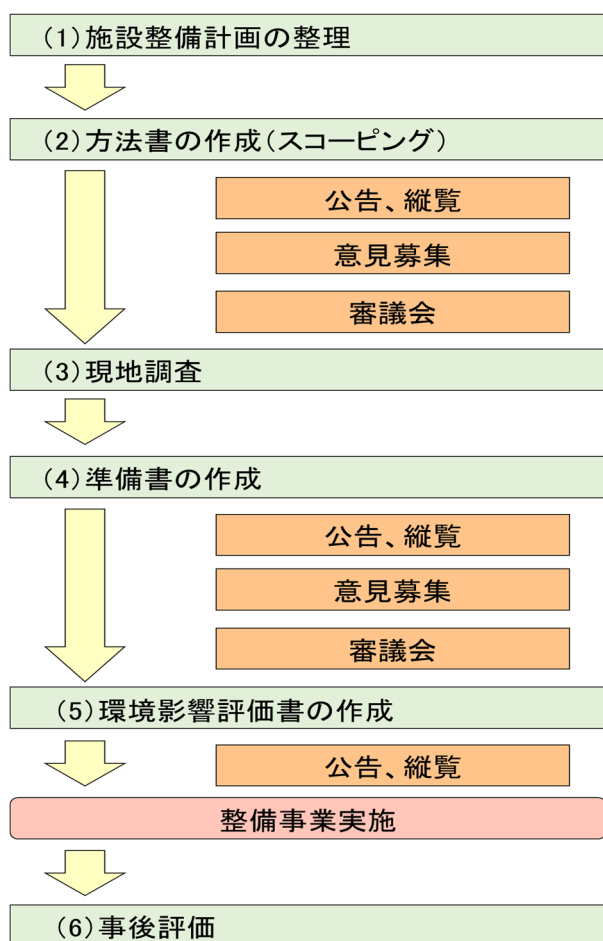 (1)施設整備計画の整理
(2)方法書の作成(スコーピング)
公告、縦覧
意見募集
審議会
(3)現地調査
(4)準備書の作成
公告、縦覧
意見募集
審議会
(5)環境影響評価書の作成
公告、縦覧
整備事業実施
(6)事後評価